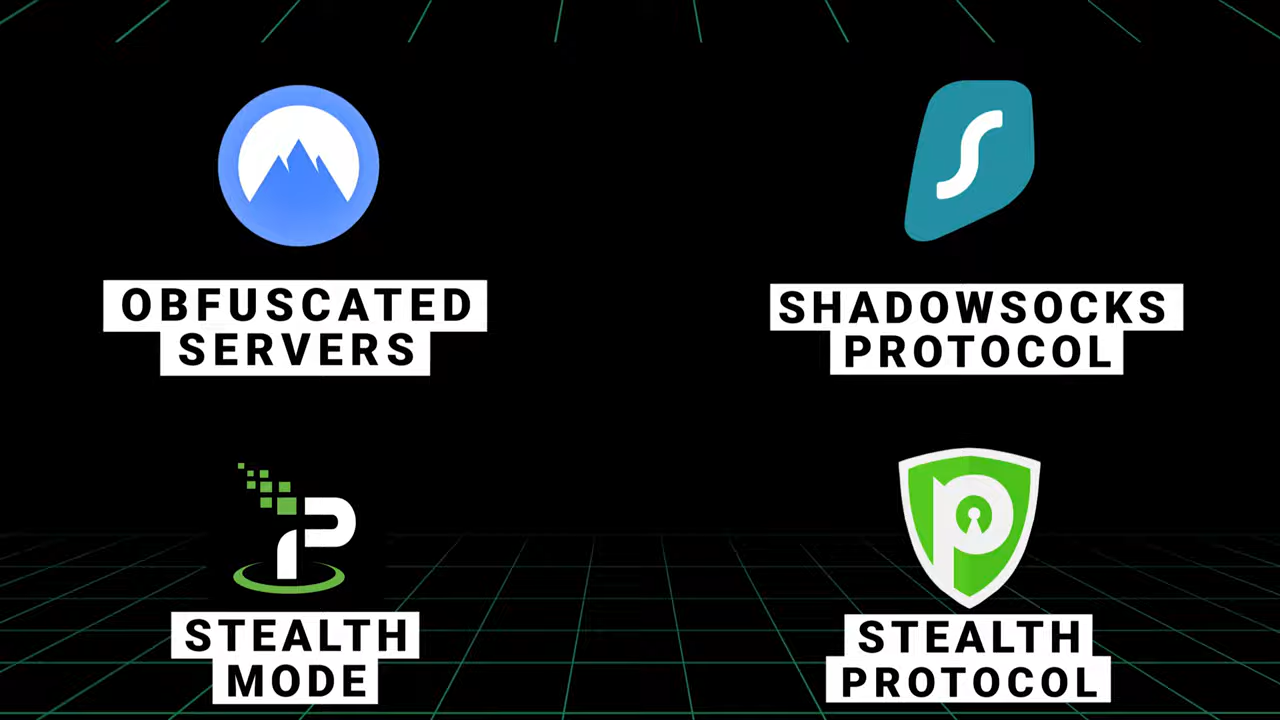 OBFUSCATED
SERVERS
SHADOWSOCKS
PROTOCOL
STEALTH
MODE
STEALTH
PROTOCOL